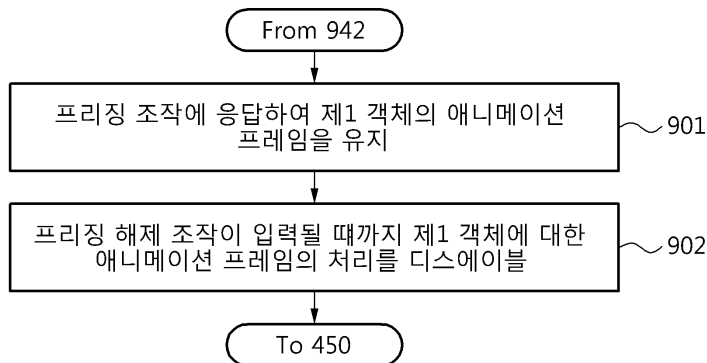 From 942
프리징 조작에 응답하여 제1 객체의 애니메이션
프레임을 유지
901
프리징 해제 조작이 입력될 떄까지 제1 객체에 대한
애니메이션 프레임의 처리를 디스에이블
902
To 450